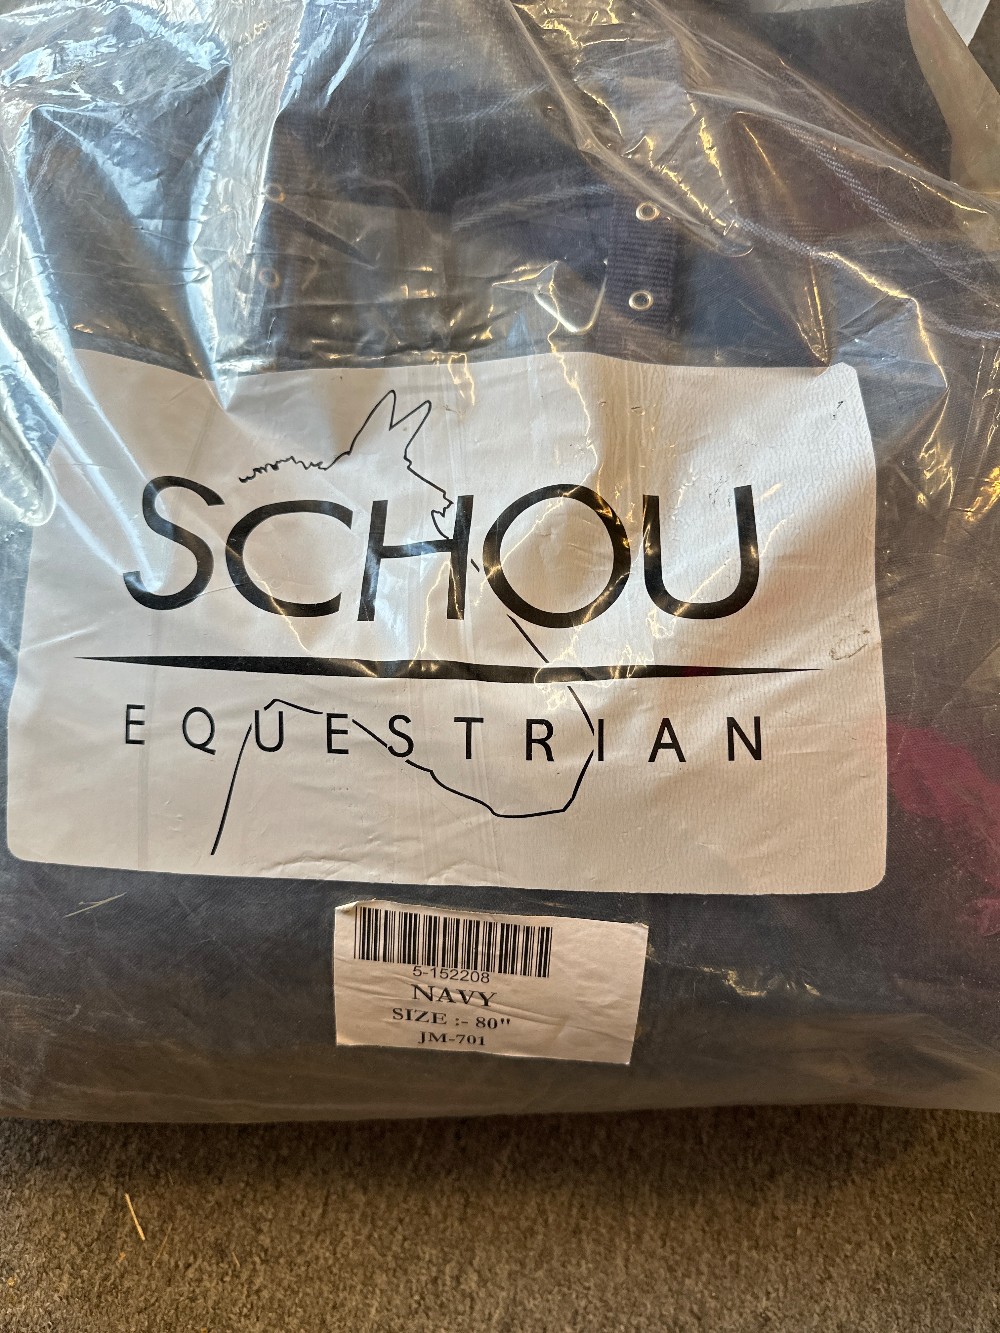 SCHOU
EQUESTRIAN
5-152208
NAVY
SIZE :- 80"
JM-701